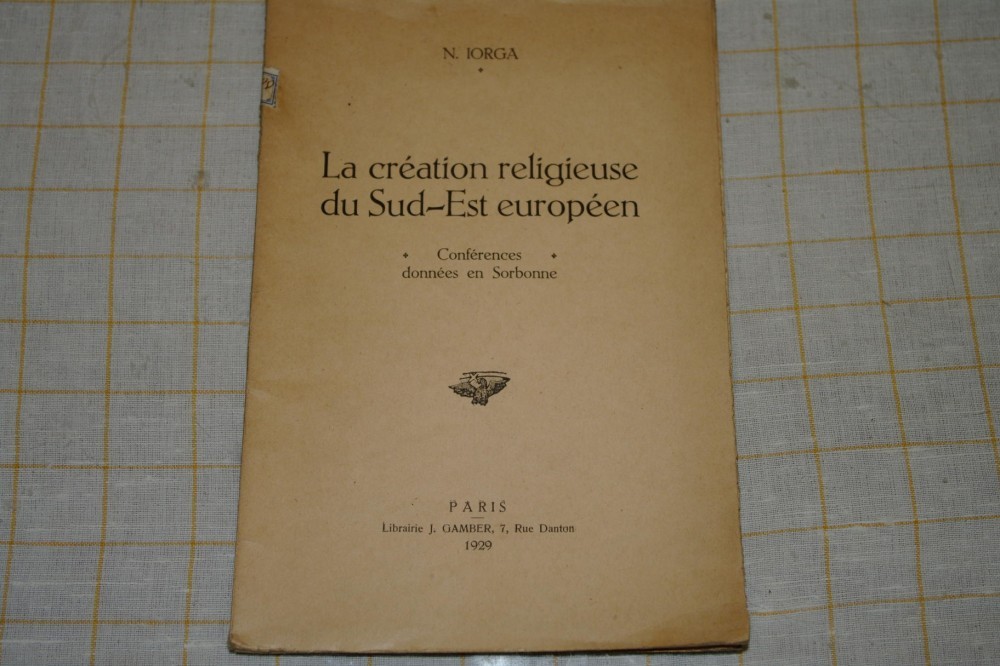 N. IORGA
La création religieuse
du Sud-Est européen
Conférences
données en Sorbonne
PARIS
Librairie J. GAMBER, 7, Rue Danton
1929